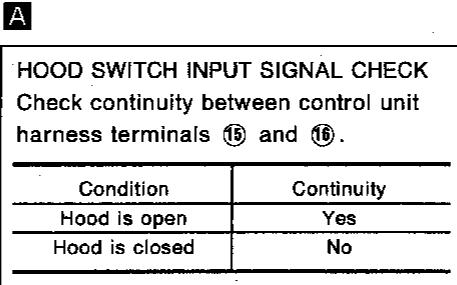 A
HOOD SWITCH INPUT SIGNAL CHECK
Check continuity between control unit
harness terminals ⑮ and ⑯.
Condition Continuity
Hood is open Yes
Hood is closed No